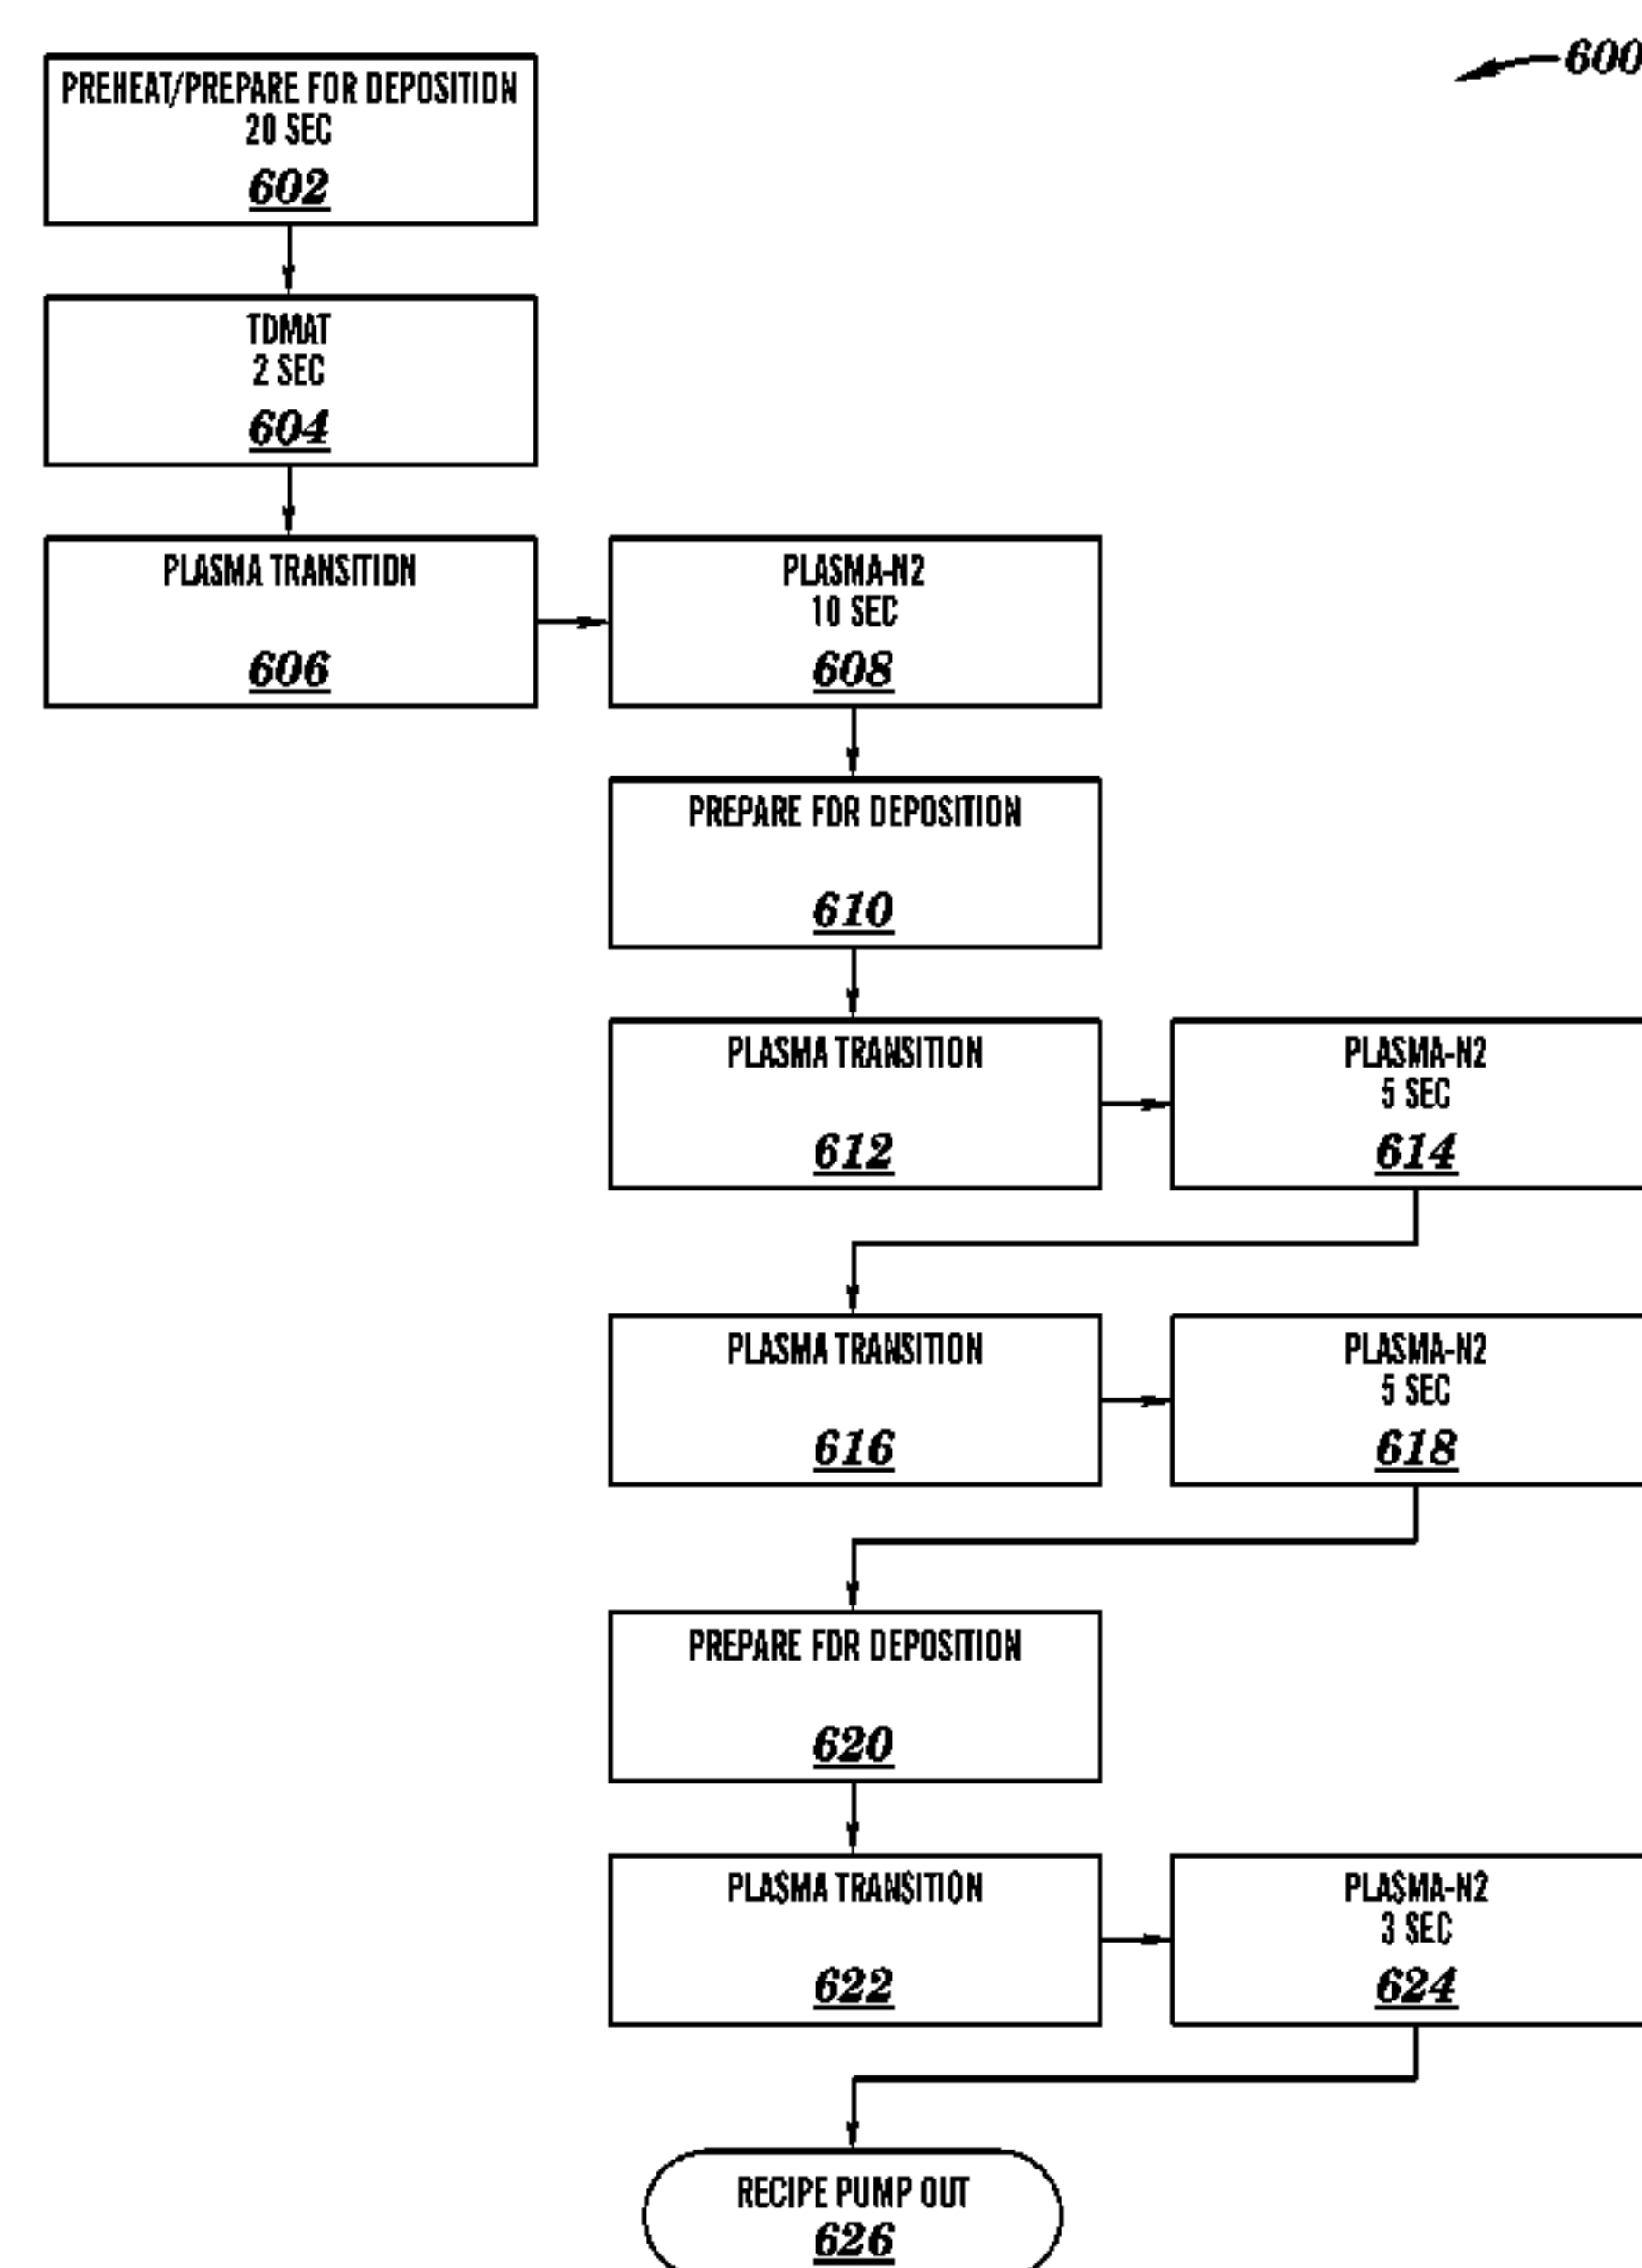 600
PREHEAT/PREPARE FOR DEPOSITION
20 SEC
602
TDMAT
2 SEC
604
PLASMA TRANSITION
606
PLASMA-N2
10 SEC
608
PREPARE FOR DEPOSITION
610
PLASMA TRANSITION
612
PLASMA-N2
5 SEC
614
PLASMA TRANSITION
616
PLASMA-N2
5 SEC
618
PREPARE FOR DEPOSITION
620
PLASMA TRANSITION
622
PLASMA-N2
3 SEC
624
RECIPE PUMP OUT
626